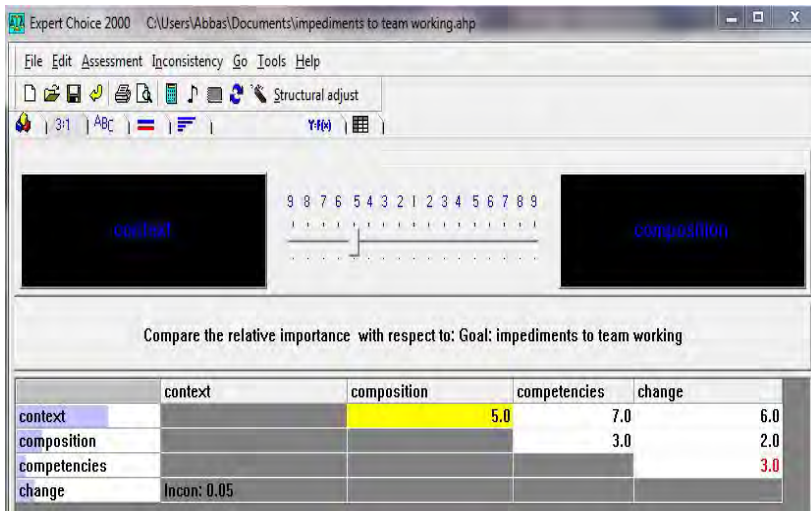 Expert Choice 2000 C:\Users\Abbas\Documents\impediments to team working.ahp
File Edit Assessment Inconsistency Go Tools Help
Structural adjust
3:1 ABC Y=f(x)
9 8 7 6 5 4 3 2 1 2 3 4 5 6 7 8 9
context composition
Compare the relative importance with respect to: Goal: impediments to team working
context composition competencies change
context 5.0 7.0 6.0
composition 3.0 2.0
competencies 3.0
change Incon: 0.05